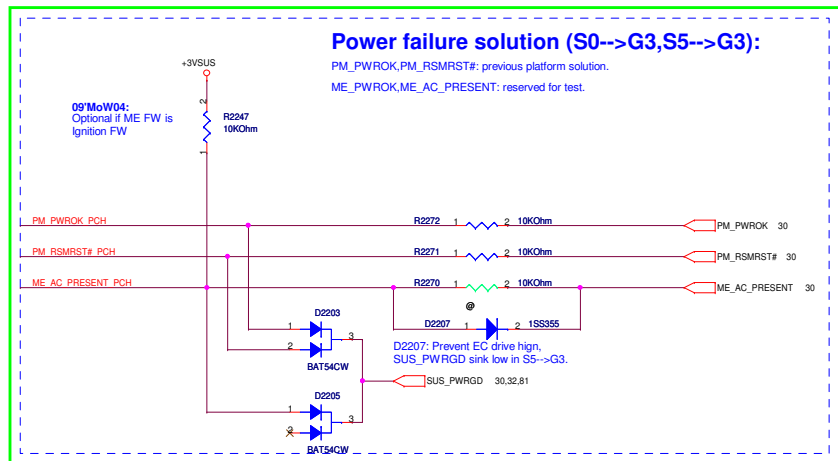 Power failure solution (S0-->G3,S5-->G3):
PM_PWROK,PM_RSMRST#: previous platform solution.
ME_PWROK,ME_AC_PRESENT: reserved for test.
+3VSUS
09'MoW04:
Optional if ME FW is
Ignition FW
2
R2247
10KOhm
1
PM_PWROK_PCH R2272 1 2 10KOhm PM_PWROK 30
PM_RSMRST#_PCH R2271 1 2 10KOhm PM_RSMRST# 30
ME_AC_PRESENT_PCH R2270 1 2 10KOhm ME_AC_PRESENT 30
@
D2203
D2207 1 2 1SS355
1
3
2
BAT54CW
D2207: Prevent EC drive hign,
SUS_PWRGD sink low in S5-->G3.
SUS_PWRGD 30,32,81
D2205
1
3
2
BAT54CW